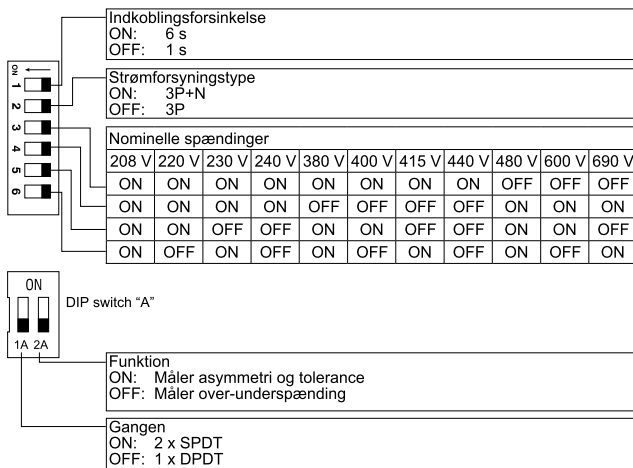 Indkoblingsforsinkelse
ON: 6 s
OFF: 1 s
ON
1
2
3
4
5
6
Strømforsyningstype
ON: 3P+N
OFF: 3P
Nominelle spændinger
208 V 220 V 230 V 240 V 380 V 400 V 415 V 440 V 480 V 600 V 690 V
ON ON ON ON ON ON ON ON OFF OFF OFF
ON ON ON ON OFF OFF OFF OFF ON ON ON
ON ON OFF OFF ON ON OFF OFF ON ON OFF
ON OFF ON OFF ON OFF ON OFF ON OFF ON
ON
DIP switch “A”
1A 2A
Funktion
ON: Måler asymmetri og tolerance
OFF: Måler over-underspænding
Gangen
ON: 2 x SPDT
OFF: 1 x DPDT